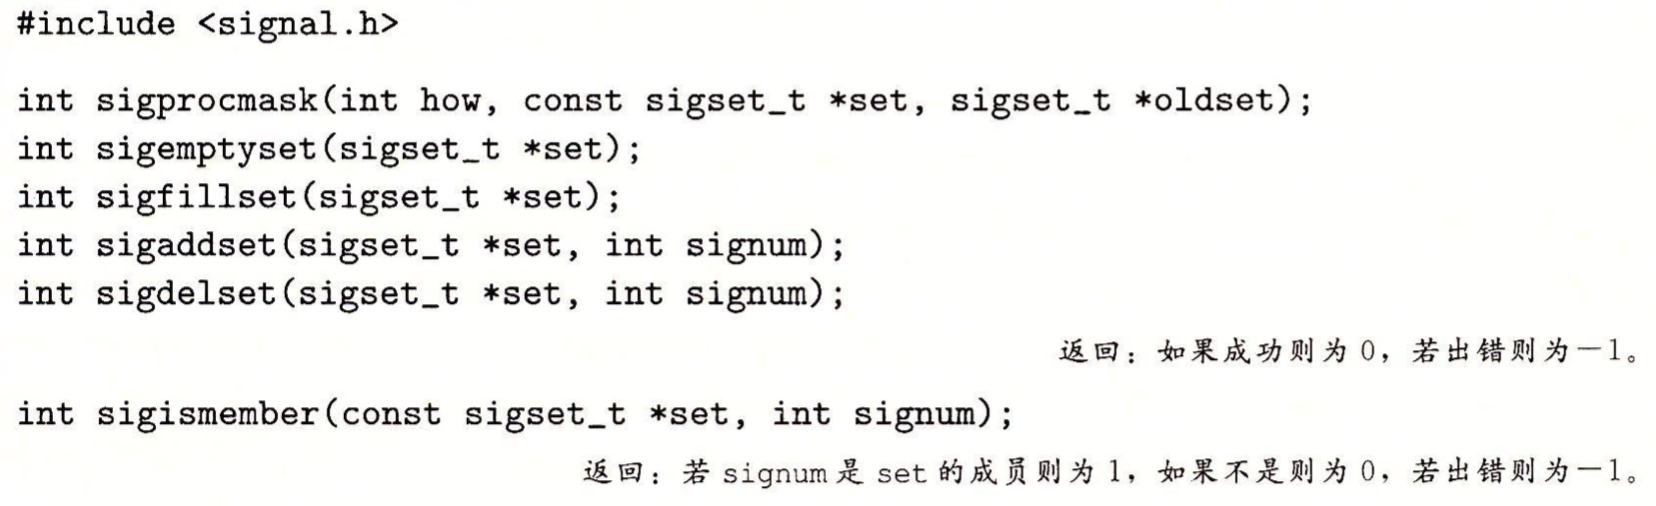 #include <signal.h>
int sigprocmask(int how, const sigset_t *set, sigset_t *oldset);
int sigemptyset(sigset_t *set);
int sigfillset(sigset_t *set);
int sigaddset(sigset_t *set, int signum);
int sigdelset(sigset_t *set, int signum);
返回：如果成功则为 0，若出错则为－1。
int sigismember(const sigset_t *set, int signum);
返回：若 signum 是 set 的成员则为 1，如果不是则为 0，若出错则为－1。